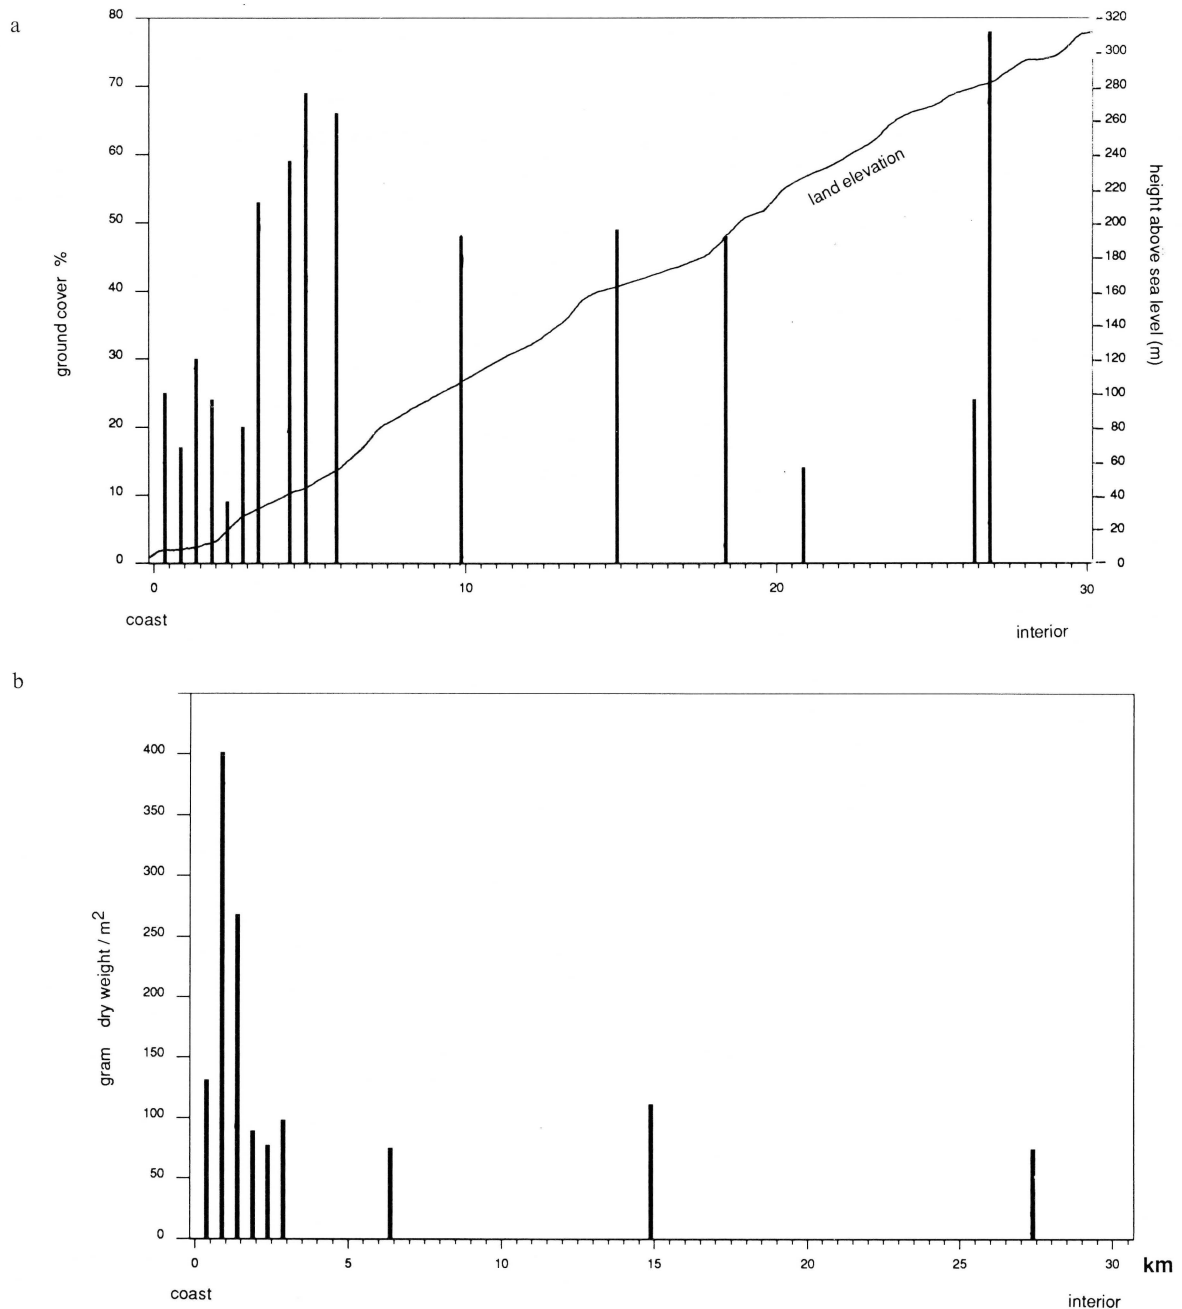 a
80
70
60
50
40
30
20
10
0
ground cover %
320
300
280
260
240
220
200
180
160
140
120
100
80
60
40
20
0
height above sea level (m)
land elevation
0 10 20 30
coast
interior
b
400
350
300
250
200
150
100
50
0
gram dry weight / m²
0 5 10 15 20 25 30 km
coast
interior